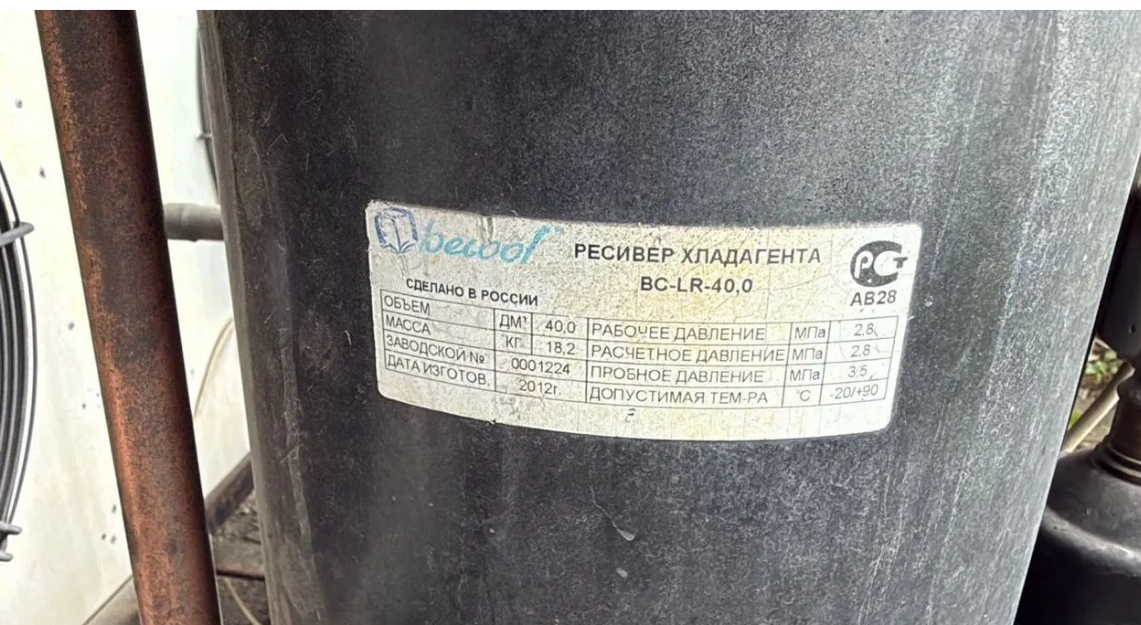 becool
РЕСИВЕР ХЛАДАГЕНТА
BC-LR-40,0
РСТ
АВ28
СДЕЛАНО В РОССИИ
ОБЪЕМ ДМ³ 40,0 РАБОЧЕЕ ДАВЛЕНИЕ МПа 2,8
МАССА КГ 18,2 РАСЧЕТНОЕ ДАВЛЕНИЕ МПа 2,8
ЗАВОДСКОЙ № 0001224 ПРОБНОЕ ДАВЛЕНИЕ МПа 3,5
ДАТА ИЗГОТОВ. 2012г. ДОПУСТИМАЯ ТЕМ-РА °С -20/+90